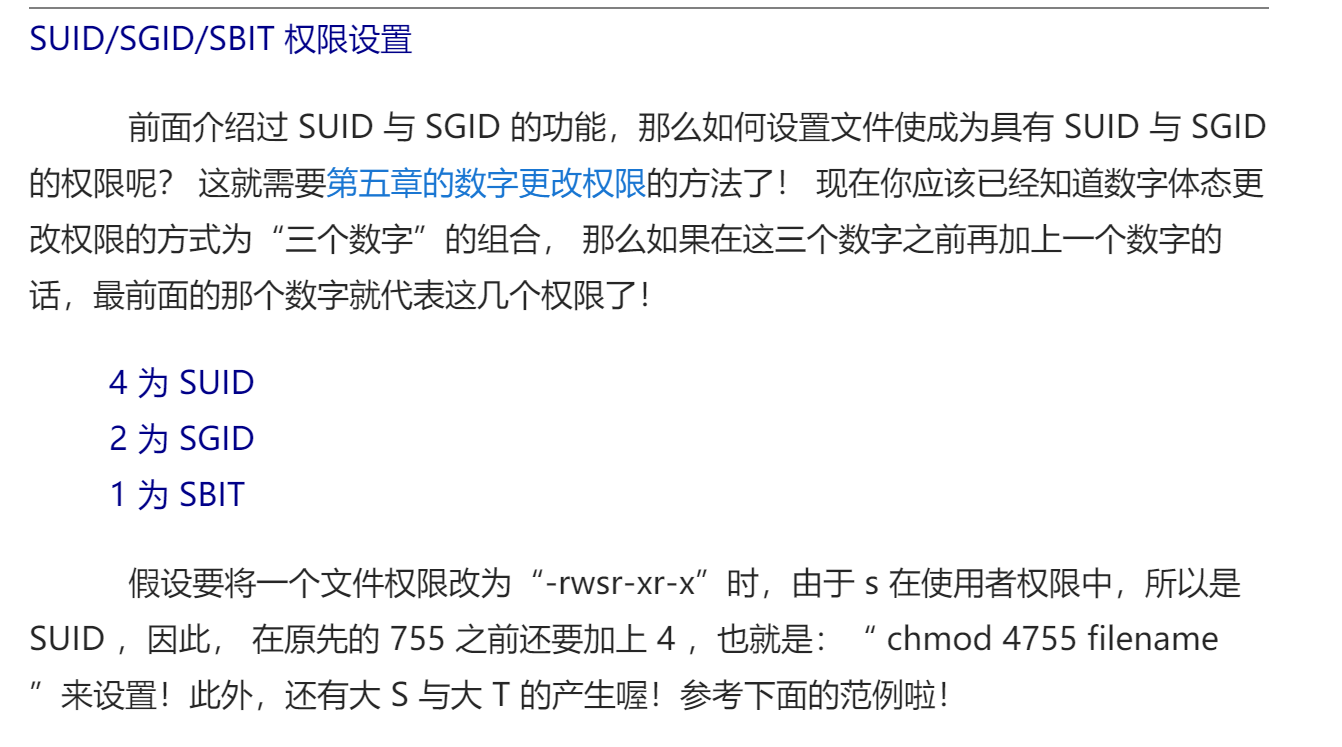 SUID/SGID/SBIT 权限设置
前面介绍过 SUID 与 SGID 的功能，那么如何设置文件使成为具有 SUID 与 SGID
的权限呢？ 这就需要第五章的数字更改权限的方法了！ 现在你应该已经知道数字体态更
改权限的方式为“三个数字”的组合， 那么如果在这三个数字之前再加上一个数字的
话，最前面的那个数字就代表这几个权限了！
4 为 SUID
2 为 SGID
1 为 SBIT
假设要将一个文件权限改为“-rwsr-xr-x”时，由于 s 在使用者权限中，所以是
SUID ，因此， 在原先的 755 之前还要加上 4 ，也就是： “ chmod 4755 filename
”来设置！此外，还有大 S 与大 T 的产生喔！参考下面的范例啦！